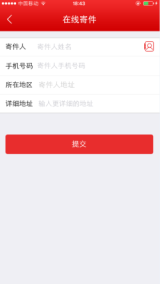 中国移动 18:43
在线寄件
寄件人 寄件人姓名
手机号码 寄件人手机号码
所在地区 寄件人地址
详细地址 输入更详细的地址
提交